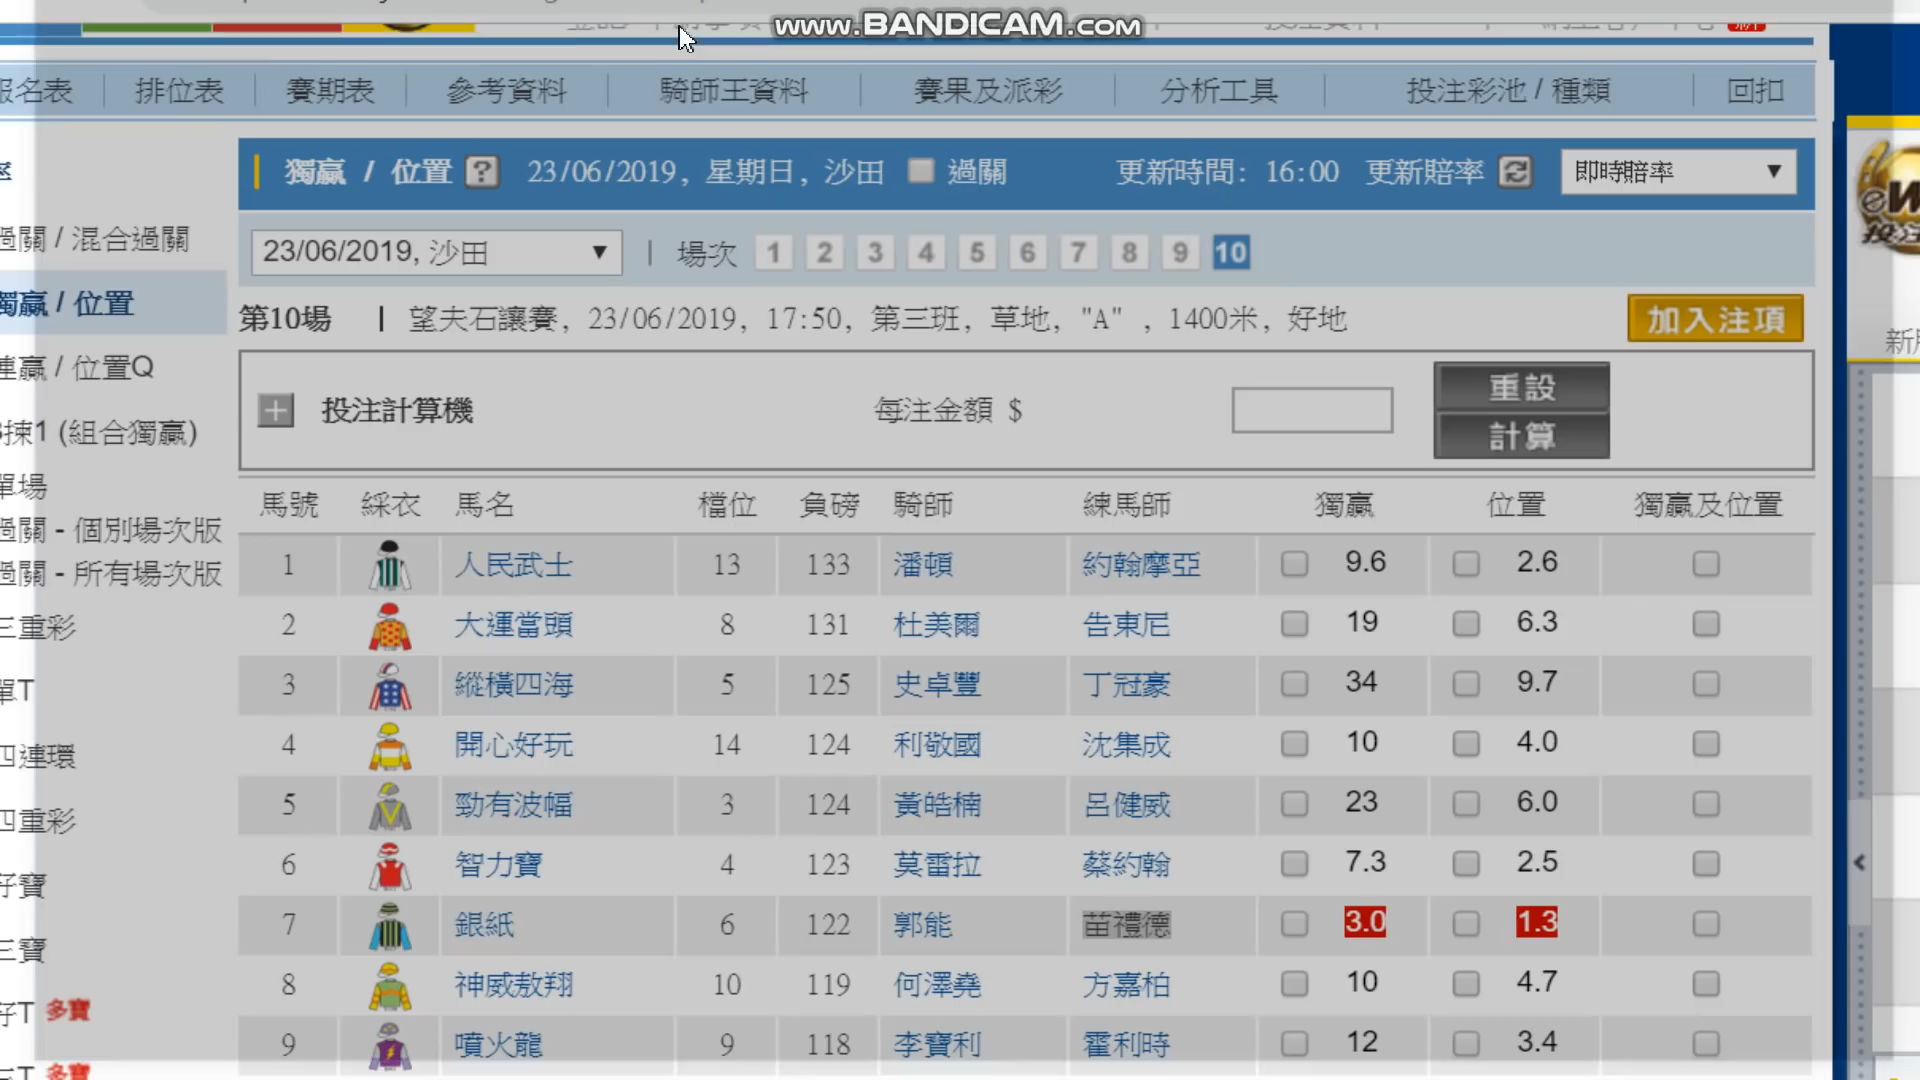 www.BANDICAM.com
報名表 排位表 賽期表 參考資料 騎師王資料 賽果及派彩 分析工具 投注彩池 / 種類 回扣
獨贏 / 位置 ? 23/06/2019, 星期日, 沙田 過關 更新時間: 16:00 更新賠率 即時賠率
過關 / 混合過關
23/06/2019, 沙田 | 場次 1 2 3 4 5 6 7 8 9 10
獨贏 / 位置
第10場 | 望夫石讓賽, 23/06/2019, 17:50, 第三班, 草地, "A" , 1400米, 好地 加入注項
連贏 / 位置Q
投注計算機 每注金額 $ 重設
計算
揀1 (組合獨贏)
單場
過關 - 個別場次版
過關 - 所有場次版
三重彩
單T
四連環
四重彩
孖寶
三寶
孖T 多寶
T 多寶
馬號 綵衣 馬名 檔位 負磅 騎師 練馬師 獨贏 位置 獨贏及位置
1 人民武士 13 133 潘頓 約翰摩亞 9.6 2.6
2 大運當頭 8 131 杜美爾 告東尼 19 6.3
3 縱橫四海 5 125 史卓豐 丁冠豪 34 9.7
4 開心好玩 14 124 利敬國 沈集成 10 4.0
5 勁有波幅 3 124 黃皓楠 呂健威 23 6.0
6 智力寶 4 123 莫雷拉 蔡約翰 7.3 2.5
7 銀紙 6 122 郭能 苗禮德 3.0 1.3
8 神威敖翔 10 119 何澤堯 方嘉柏 10 4.7
9 噴火龍 9 118 李寶利 霍利時 12 3.4